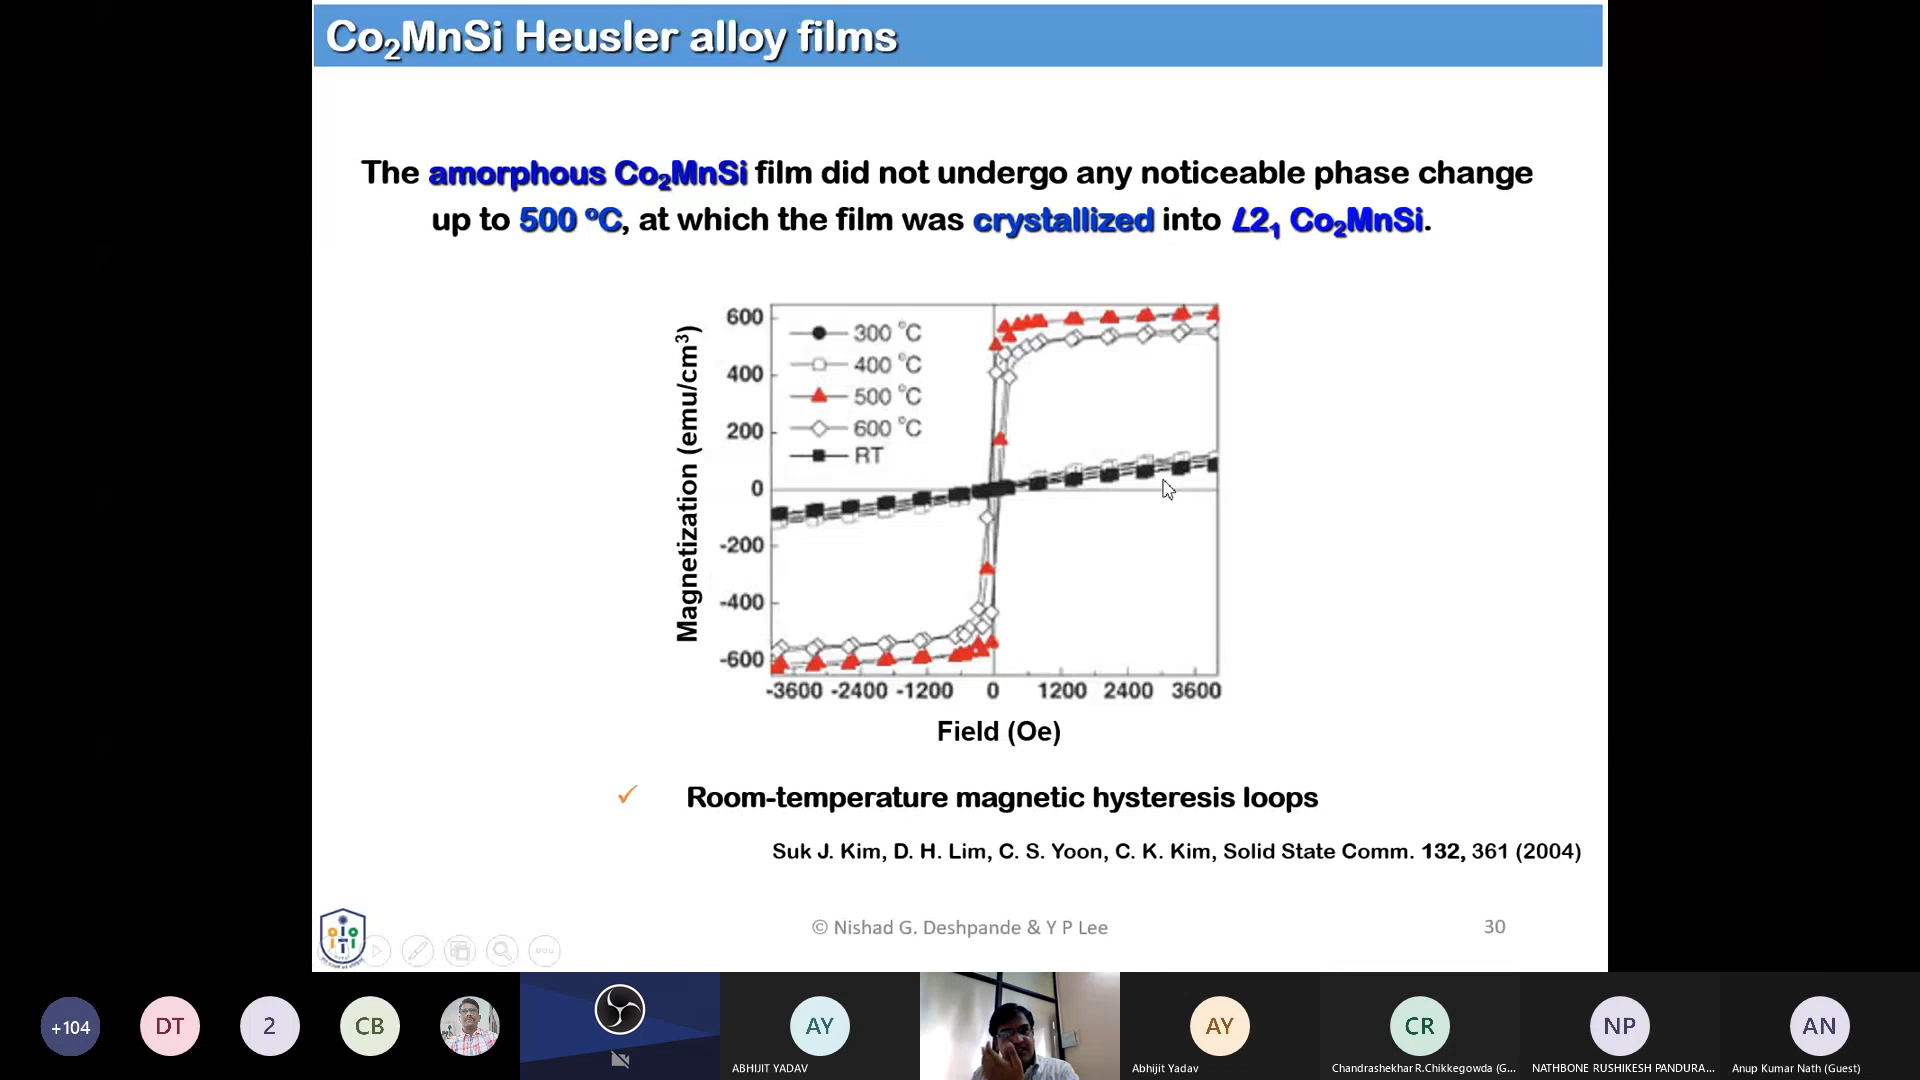 Co₂MnSi Heusler alloy films
The amorphous Co₂MnSi film did not undergo any noticeable phase change
up to 500 ºC, at which the film was crystallized into L2₁ Co₂MnSi.
Magnetization (emu/cm³)
600
400
200
0
-200
-400
-600
300 °C
400 °C
500 °C
600 °C
RT
-3600 -2400 -1200 0 1200 2400 3600
Field (Oe)
✓ Room-temperature magnetic hysteresis loops
Suk J. Kim, D. H. Lim, C. S. Yoon, C. K. Kim, Solid State Comm. 132, 361 (2004)
© Nishad G. Deshpande & Y P Lee
30
+104
DT
2
CB
AY
ABHIJIT YADAV
AY
Abhijit Yadav
CR
Chandrashekhar R.Chikkegowda (G...
NP
NATHBONE RUSHIKESH PANDURA...
AN
Anup Kumar Nath (Guest)